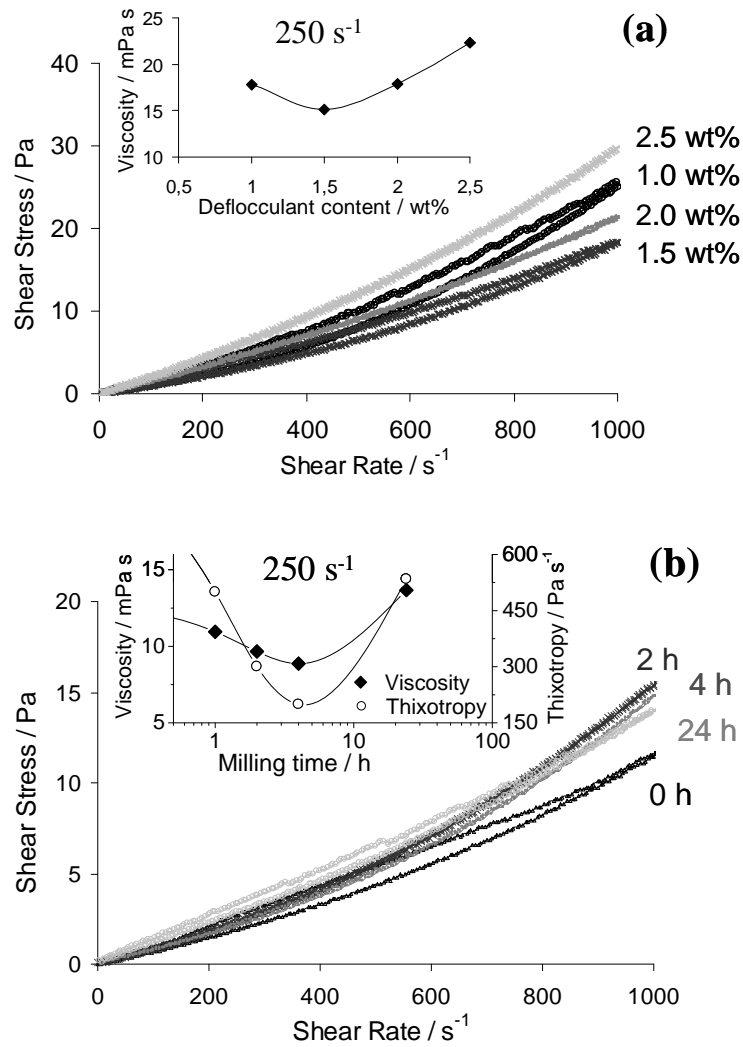 250 s-1
(a)
Viscosity / mPa s
25
20
15
10
0,5
1
1,5
2
2,5
Deflocculant content / wt%
Shear Stress / Pa
40
30
20
10
0
2.5 wt%
1.0 wt%
2.0 wt%
1.5 wt%
0
200
400
600
800
1000
Shear Rate / s-1
250 s-1
(b)
Viscosity / mPa s
15
10
5
Thixotropy / Pa s-1
600
450
300
150
Viscosity
Thixotropy
1
10
100
Milling time / h
Shear Stress / Pa
20
15
10
5
0
2 h
4 h
24 h
0 h
0
200
400
600
800
1000
Shear Rate / s-1